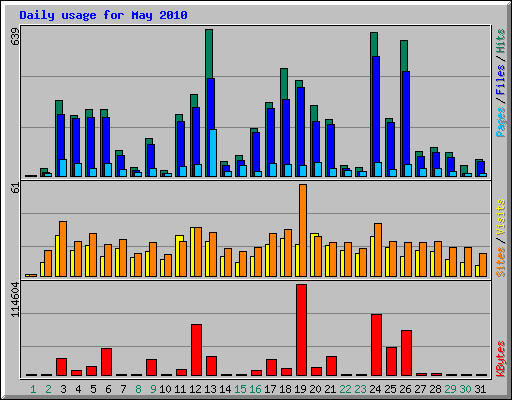 Daily usage for May 2010
639
Pages / Files / Hits
61
Sites / Visits
114604
KBytes
1 2 3 4 5 6 7 8 9 10 11 12 13 14 15 16 17 18 19 20 21 22 23 24 25 26 27 28 29 30 31